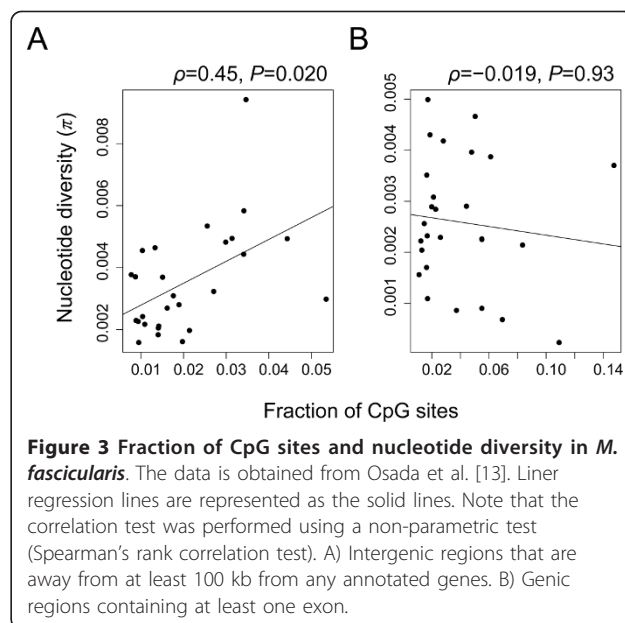 A
B
ρ=0.45, P=0.020
ρ=−0.019, P=0.93
Nucleotide diversity (π)
0.008
0.006
0.004
0.002
0.01 0.02 0.03 0.04 0.05
0.005
0.004
0.003
0.002
0.001
0.02 0.06 0.10 0.14
Fraction of CpG sites
Figure 3 Fraction of CpG sites and nucleotide diversity in M.
fascicularis. The data is obtained from Osada et al. [13]. Liner
regression lines are represented as the solid lines. Note that the
correlation test was performed using a non-parametric test
(Spearman's rank correlation test). A) Intergenic regions that are
away from at least 100 kb from any annotated genes. B) Genic
regions containing at least one exon.